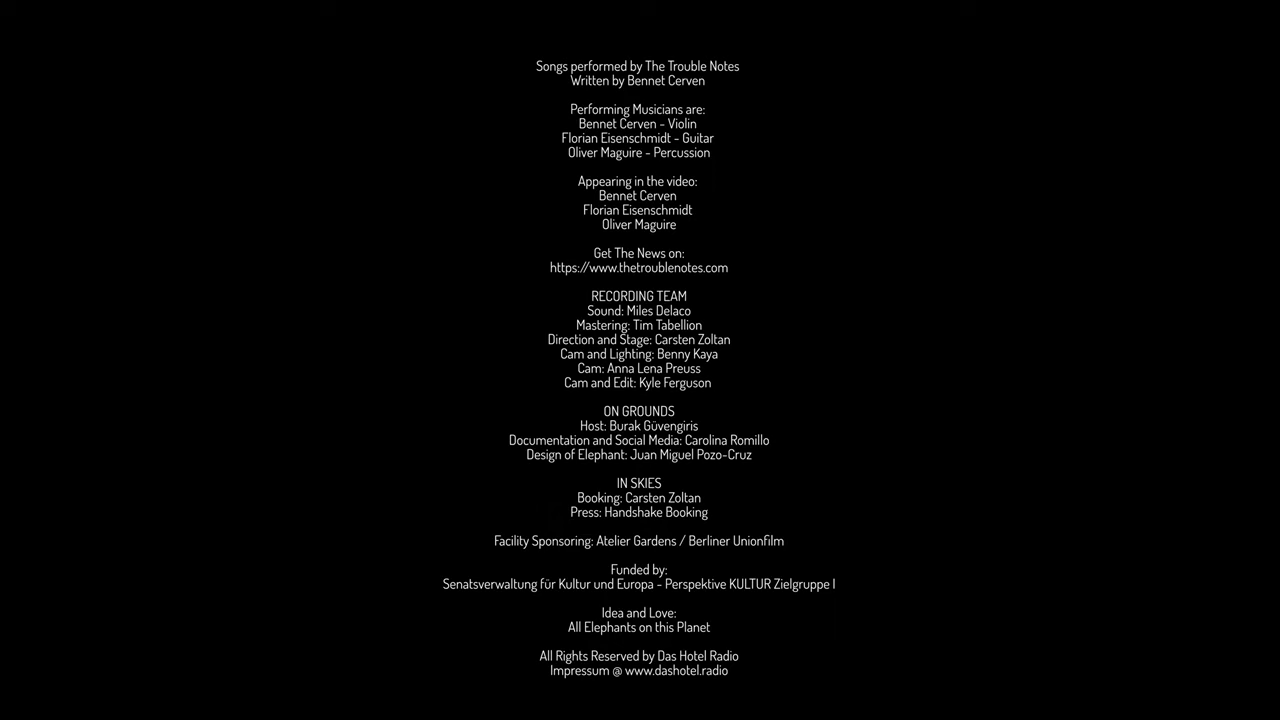 Songs performed by The Trouble Notes
Written by Bennet Cerven
Performing Musicians are:
Bennet Cerven - Violin
Florian Eisenschmidt - Guitar
Oliver Maguire - Percussion
Appearing in the video:
Bennet Cerven
Florian Eisenschmidt
Oliver Maguire
Get The News on:
https://www.thetroublenotes.com
RECORDING TEAM
Sound: Miles Delaco
Mastering: Tim Tabellion
Direction and Stage: Carsten Zoltan
Cam and Lighting: Benny Kaya
Cam: Anna Lena Preuss
Cam and Edit: Kyle Ferguson
ON GROUNDS
Host: Burak Güvengiris
Documentation and Social Media: Carolina Romillo
Design of Elephant: Juan Miguel Pozo-Cruz
IN SKIES
Booking: Carsten Zoltan
Press: Handshake Booking
Facility Sponsoring: Atelier Gardens / Berliner Unionfilm
Funded by:
Senatsverwaltung für Kultur und Europa - Perspektive KULTUR Zielgruppe I
Idea and Love:
All Elephants on this Planet
All Rights Reserved by Das Hotel Radio
Impressum @ www.dashotel.radio